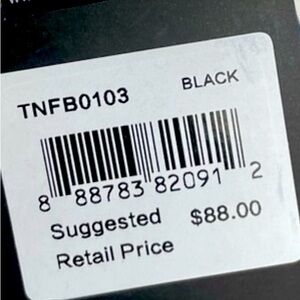 TNFB0103 BLACK
8 88783 82091 2
Suggested $88.00
Retail Price